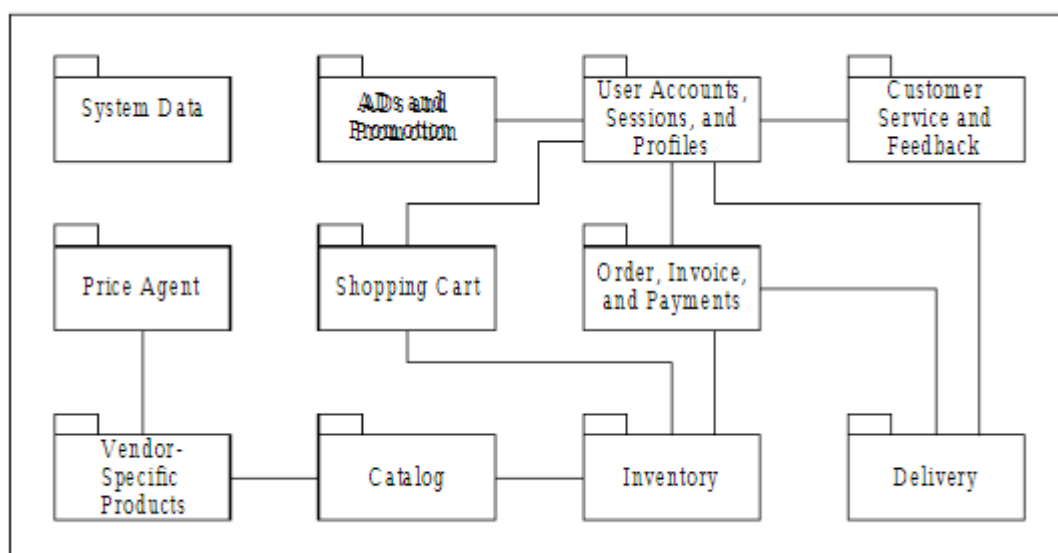 System Data
ADs and
Promotion
User Accounts,
Sessions, and
Profiles
Customer
Service and
Feedback
Price Agent
Shopping Cart
Order, Invoice,
and Payments
Vendor-
Specific
Products
Catalog
Inventory
Delivery